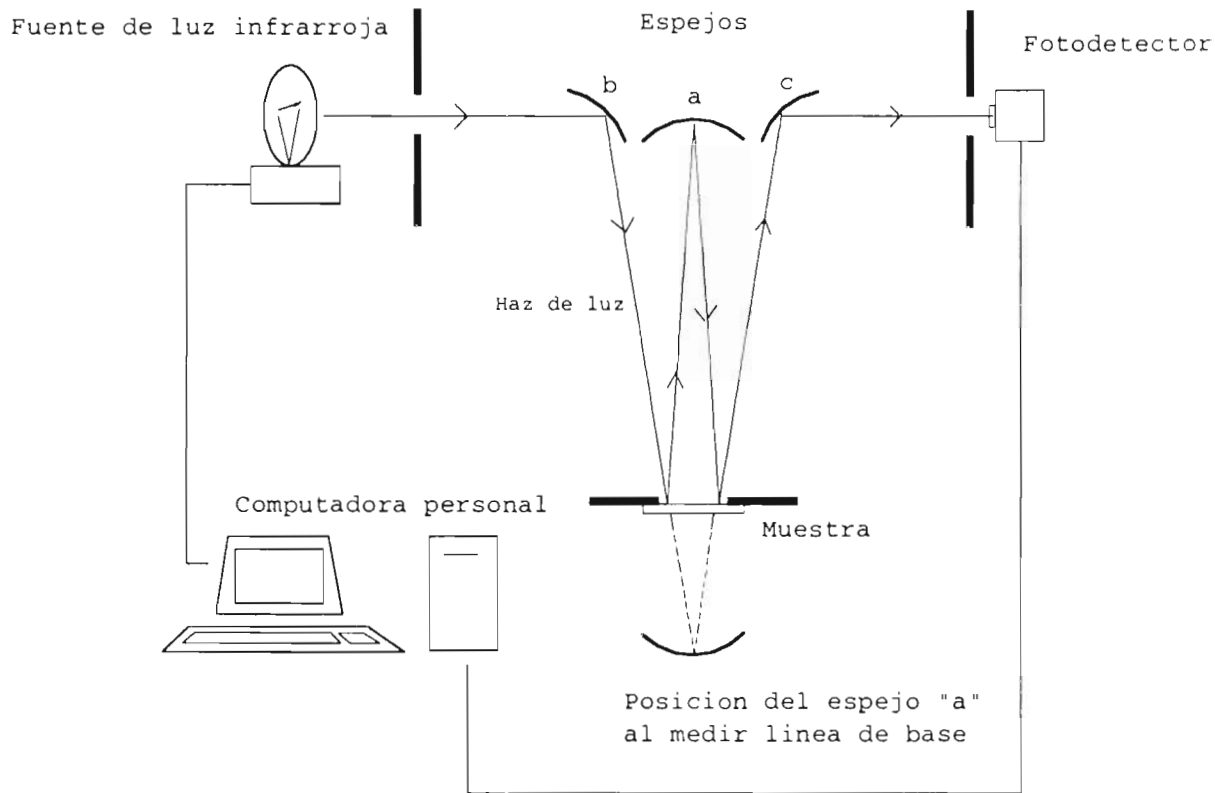 Fuente de luz infrarroja
Espejos
Fotodetector
b
a
c
Haz de luz
Computadora personal
Muestra
Posicion del espejo "a"
al medir linea de base